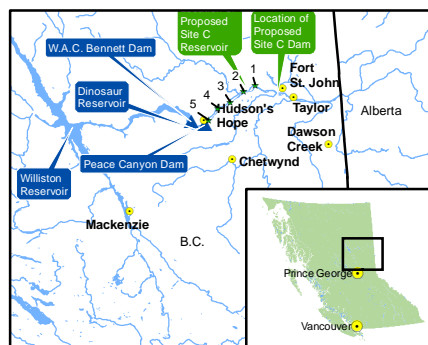 Proposed
Site C
Reservoir
Location of
Proposed
Site C Dam
W.A.C. Bennett Dam
Dinosaur
Reservoir
5
4
3
2
1
Fort
St. John
Taylor
Hudson's
Hope
Alberta
Dawson
Creek
Peace Canyon Dam
Chetwynd
Williston
Reservoir
Mackenzie
B.C.
Prince George
Vancouver